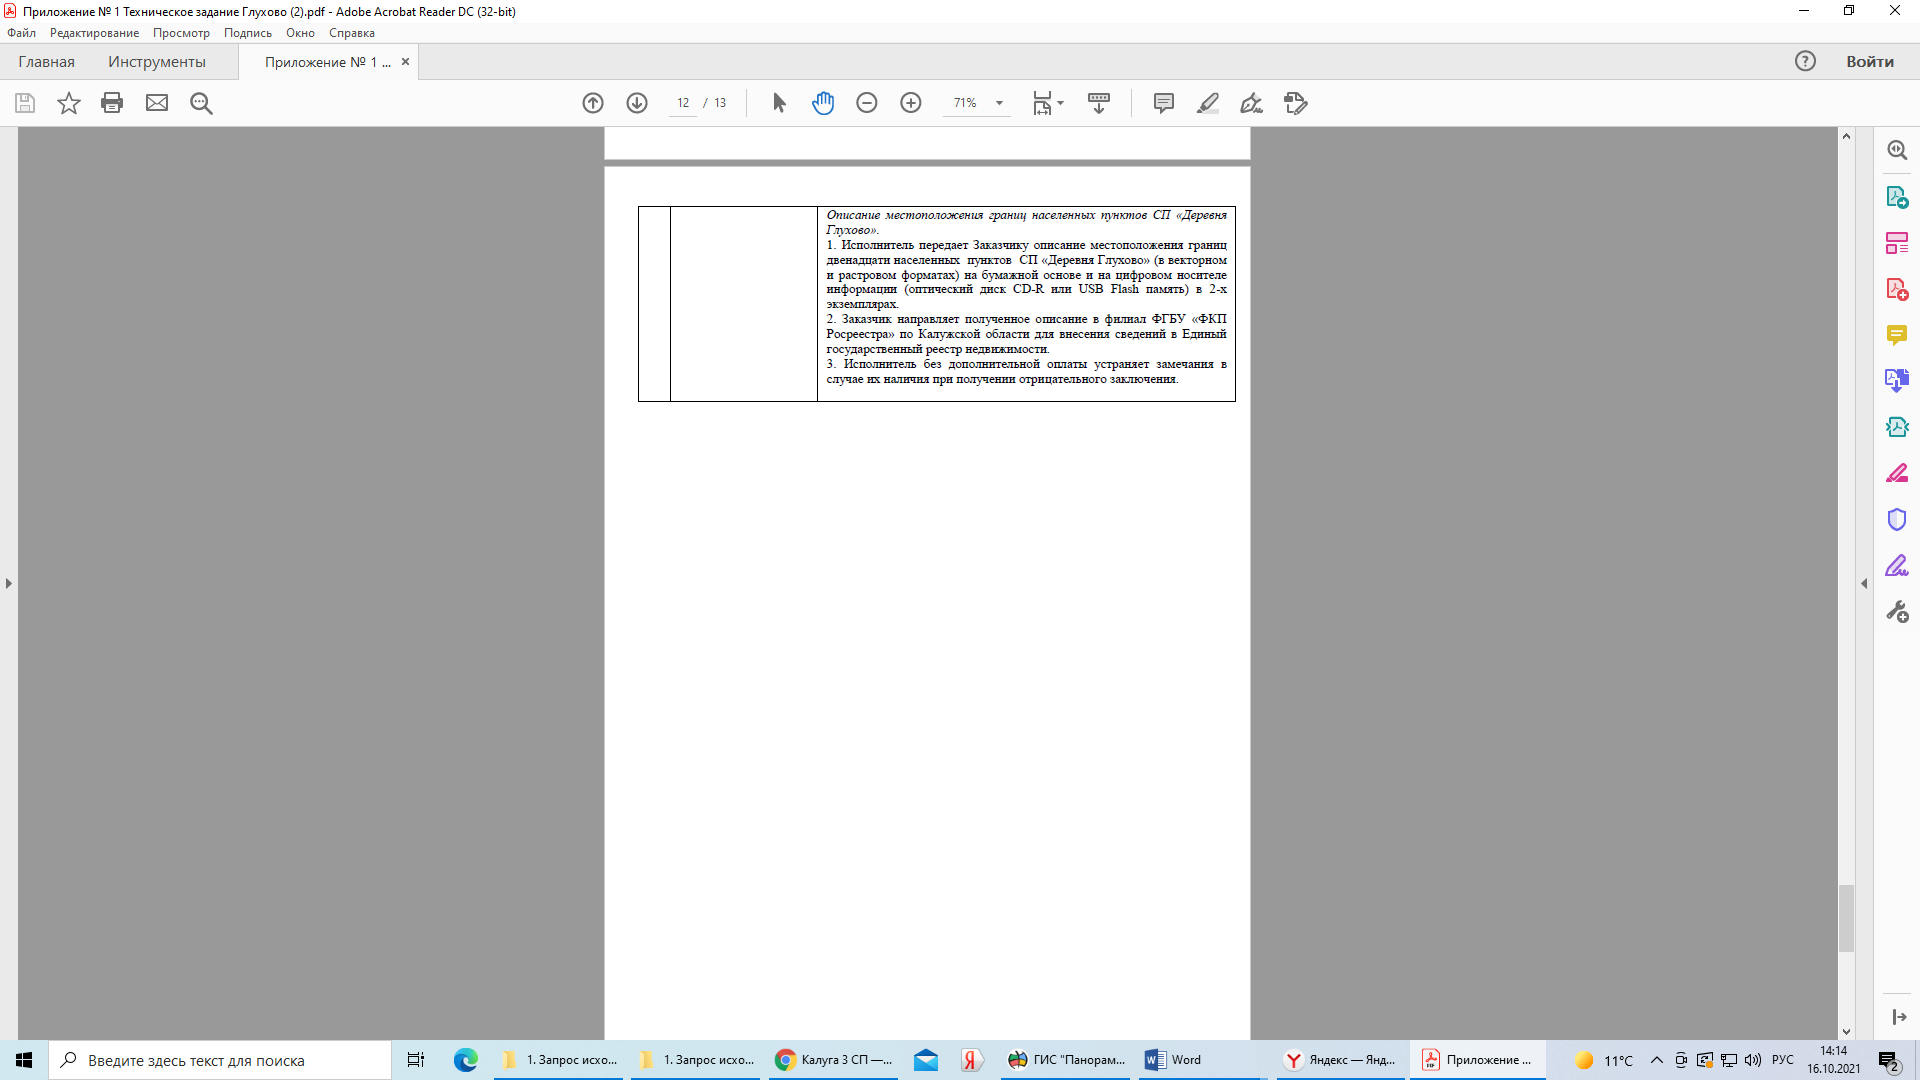 Приложение № 1 Техническое задание Глухово (2).pdf - Adobe Acrobat Reader DC (32-bit)
Файл Редактирование Просмотр Подпись Окно Справка
Главная Инструменты Приложение № 1 ... Войти
12 / 13 71%
Описание местоположения границ населенных пунктов СП «Деревня
Глухово».
1. Исполнитель передает Заказчику описание местоположения границ
двенадцати населенных пунктов СП «Деревня Глухово» (в векторном
и растровом форматах) на бумажной основе и на цифровом носителе
информации (оптический диск CD-R или USB Flash память) в 2-х
экземплярах.
2. Заказчик направляет полученное описание в филиал ФГБУ «ФКП
Росреестра» по Калужской области для внесения сведений в Единый
государственный реестр недвижимости.
3. Исполнитель без дополнительной оплаты устраняет замечания в
случае их наличия при получении отрицательного заключения.
Введите здесь текст для поиска
1. Запрос исхо...
1. Запрос исхо...
Калуга 3 СП —...
Я
ГИС "Панорам...
Word
Яндекс — Янд...
Приложение ...
11°C
РУС
14:14
16.10.2021
2